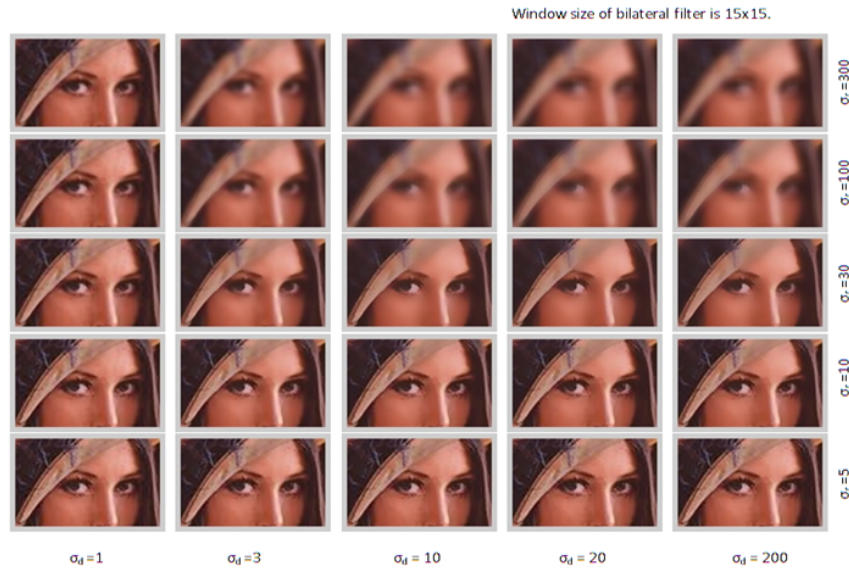 Window size of bilateral filter is 15x15.
σr=300
σr=100
σr=30
σr=10
σr=5
σd =1
σd =3
σd = 10
σd = 20
σd = 200